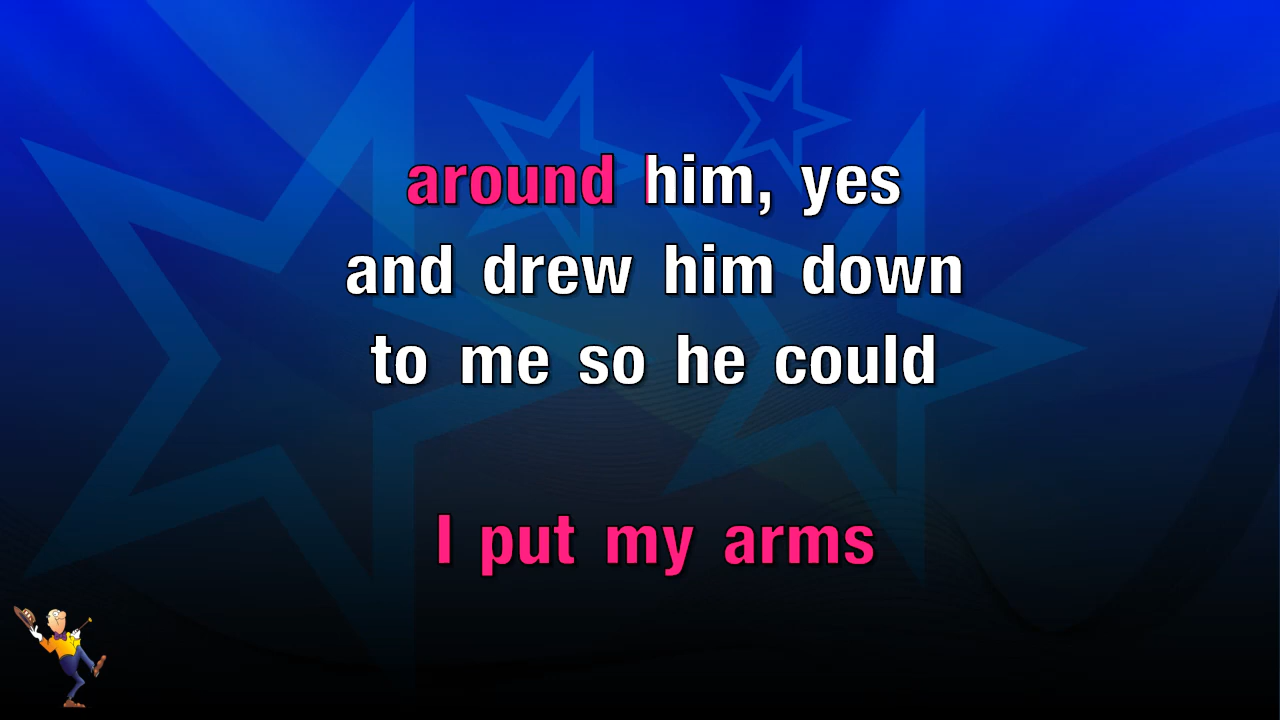 around him, yes
and drew him down
to me so he could
I put my arms